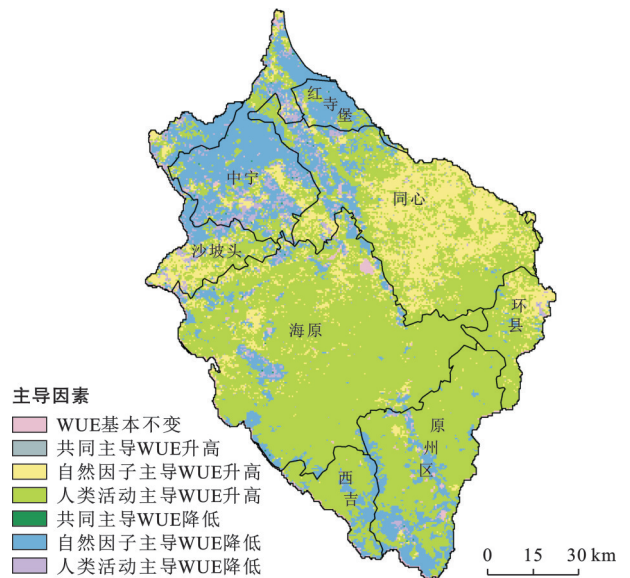 红寺堡
中宁
同心
沙坡头
环县
海原
原州区
西吉
主导因素
WUE基本不变
共同主导WUE升高
自然因子主导WUE升高
人类活动主导WUE升高
共同主导WUE降低
自然因子主导WUE降低
人类活动主导WUE降低
0 15 30 km